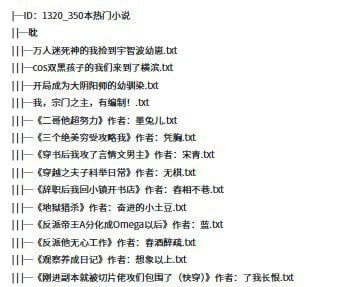 ├─ID：1320_350本热门小说
││├─耽
│││├─万人迷死神的我捡到宇智波幼崽.txt
│││├─cos双黑孩子的我们来到了横滨.txt
│││├─开局成为大阴阳师的幼驯染.txt
│││├─我，宗门之主，有编制！.txt
│││├─《二哥他超努力》作者：墨兔儿.txt
│││├─《三个绝美穷受攻略我》作者：凭胸.txt
│││├─《穿书后我攻了言情文男主》作者：宋青.txt
│││├─《穿越之夫子科举日常》作者：无棋.txt
│││├─《辞职后我回小镇开书店》作者：春相不巷.txt
│││├─《地狱猎杀》作者：奋进的小土豆.txt
│││├─《反派帝王A分化成Omega以后》作者：蓝.txt
│││├─《反派他无心工作》作者：春酒醉疏.txt
│││├─《观察养成日记》作者：想象以上.txt
│││├─《刚进副本就被切片佬攻们包围了（快穿）》作者：了我长恨.txt